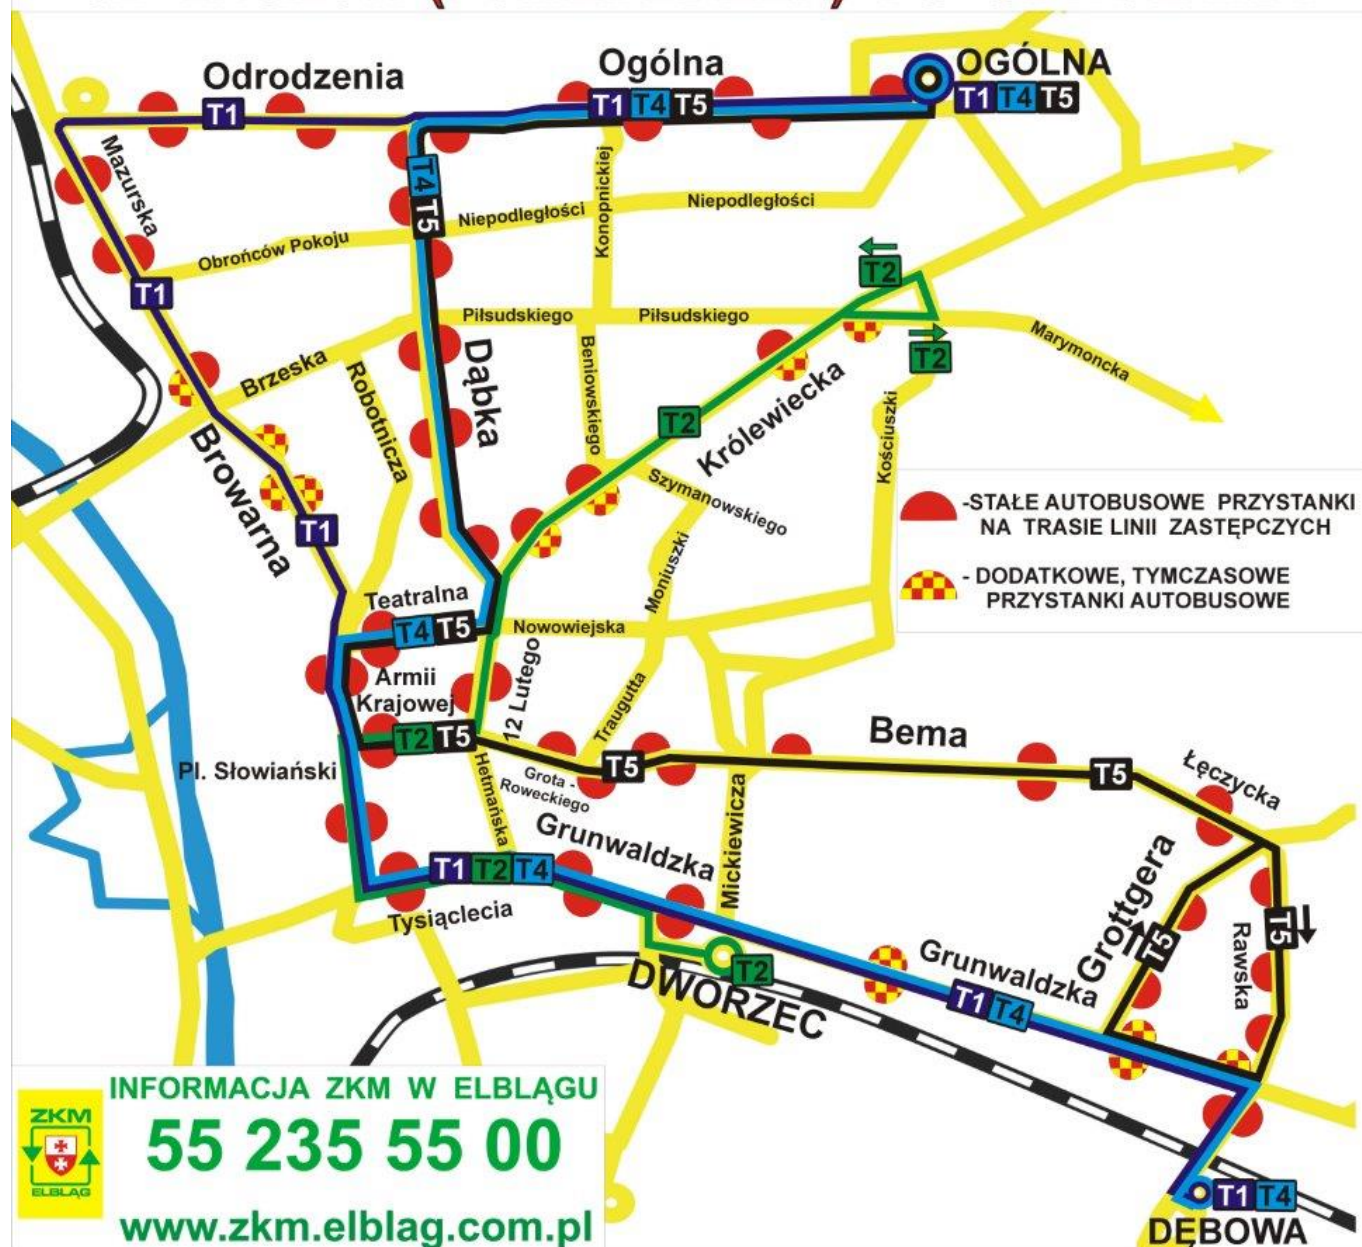 Odrodzenia
Ogólna
OGÓLNA
T1
T1 T4 T5
T1 T4 T5
Mazurska
T4
T5
Konopnickiej
Niepodległości
Niepodległości
Obrońców Pokoju
T1
T2
Piłsudskiego
Piłsudskiego
Marymoncka
T2
Brzeska
Robotnicza
Dąbka
Beniowskiego
Królewiecka
T2
Kościuszki
Browarna
T1
Szymanowskiego
Moniuszki
-STAŁE AUTOBUSOWE PRZYSTANKI
NA TRASIE LINII ZASTĘPCZYCH
- DODATKOWE, TYMCZASOWE
PRZYSTANKI AUTOBUSOWE
Teatralna
T4 T5
Nowowiejska
Armii
Krajowej
12 Lutego
Traugutta
T2 T5
Bema
Pl. Słowiański
Hetmańska
Grota -
Roweckiego
T5
T5
Łęczycka
Grunwaldzka
Mickiewicza
T1 T2 T4
Tysiąclecia
Grottgera
T5
Rawska
T5
T2
DWORZEC
Grunwaldzka
T1 T4
INFORMACJA ZKM W ELBLĄGU
55 235 55 00
www.zkm.elblag.com.pl
ZKM
ELBLĄG
T1 T4
DĘBOWA